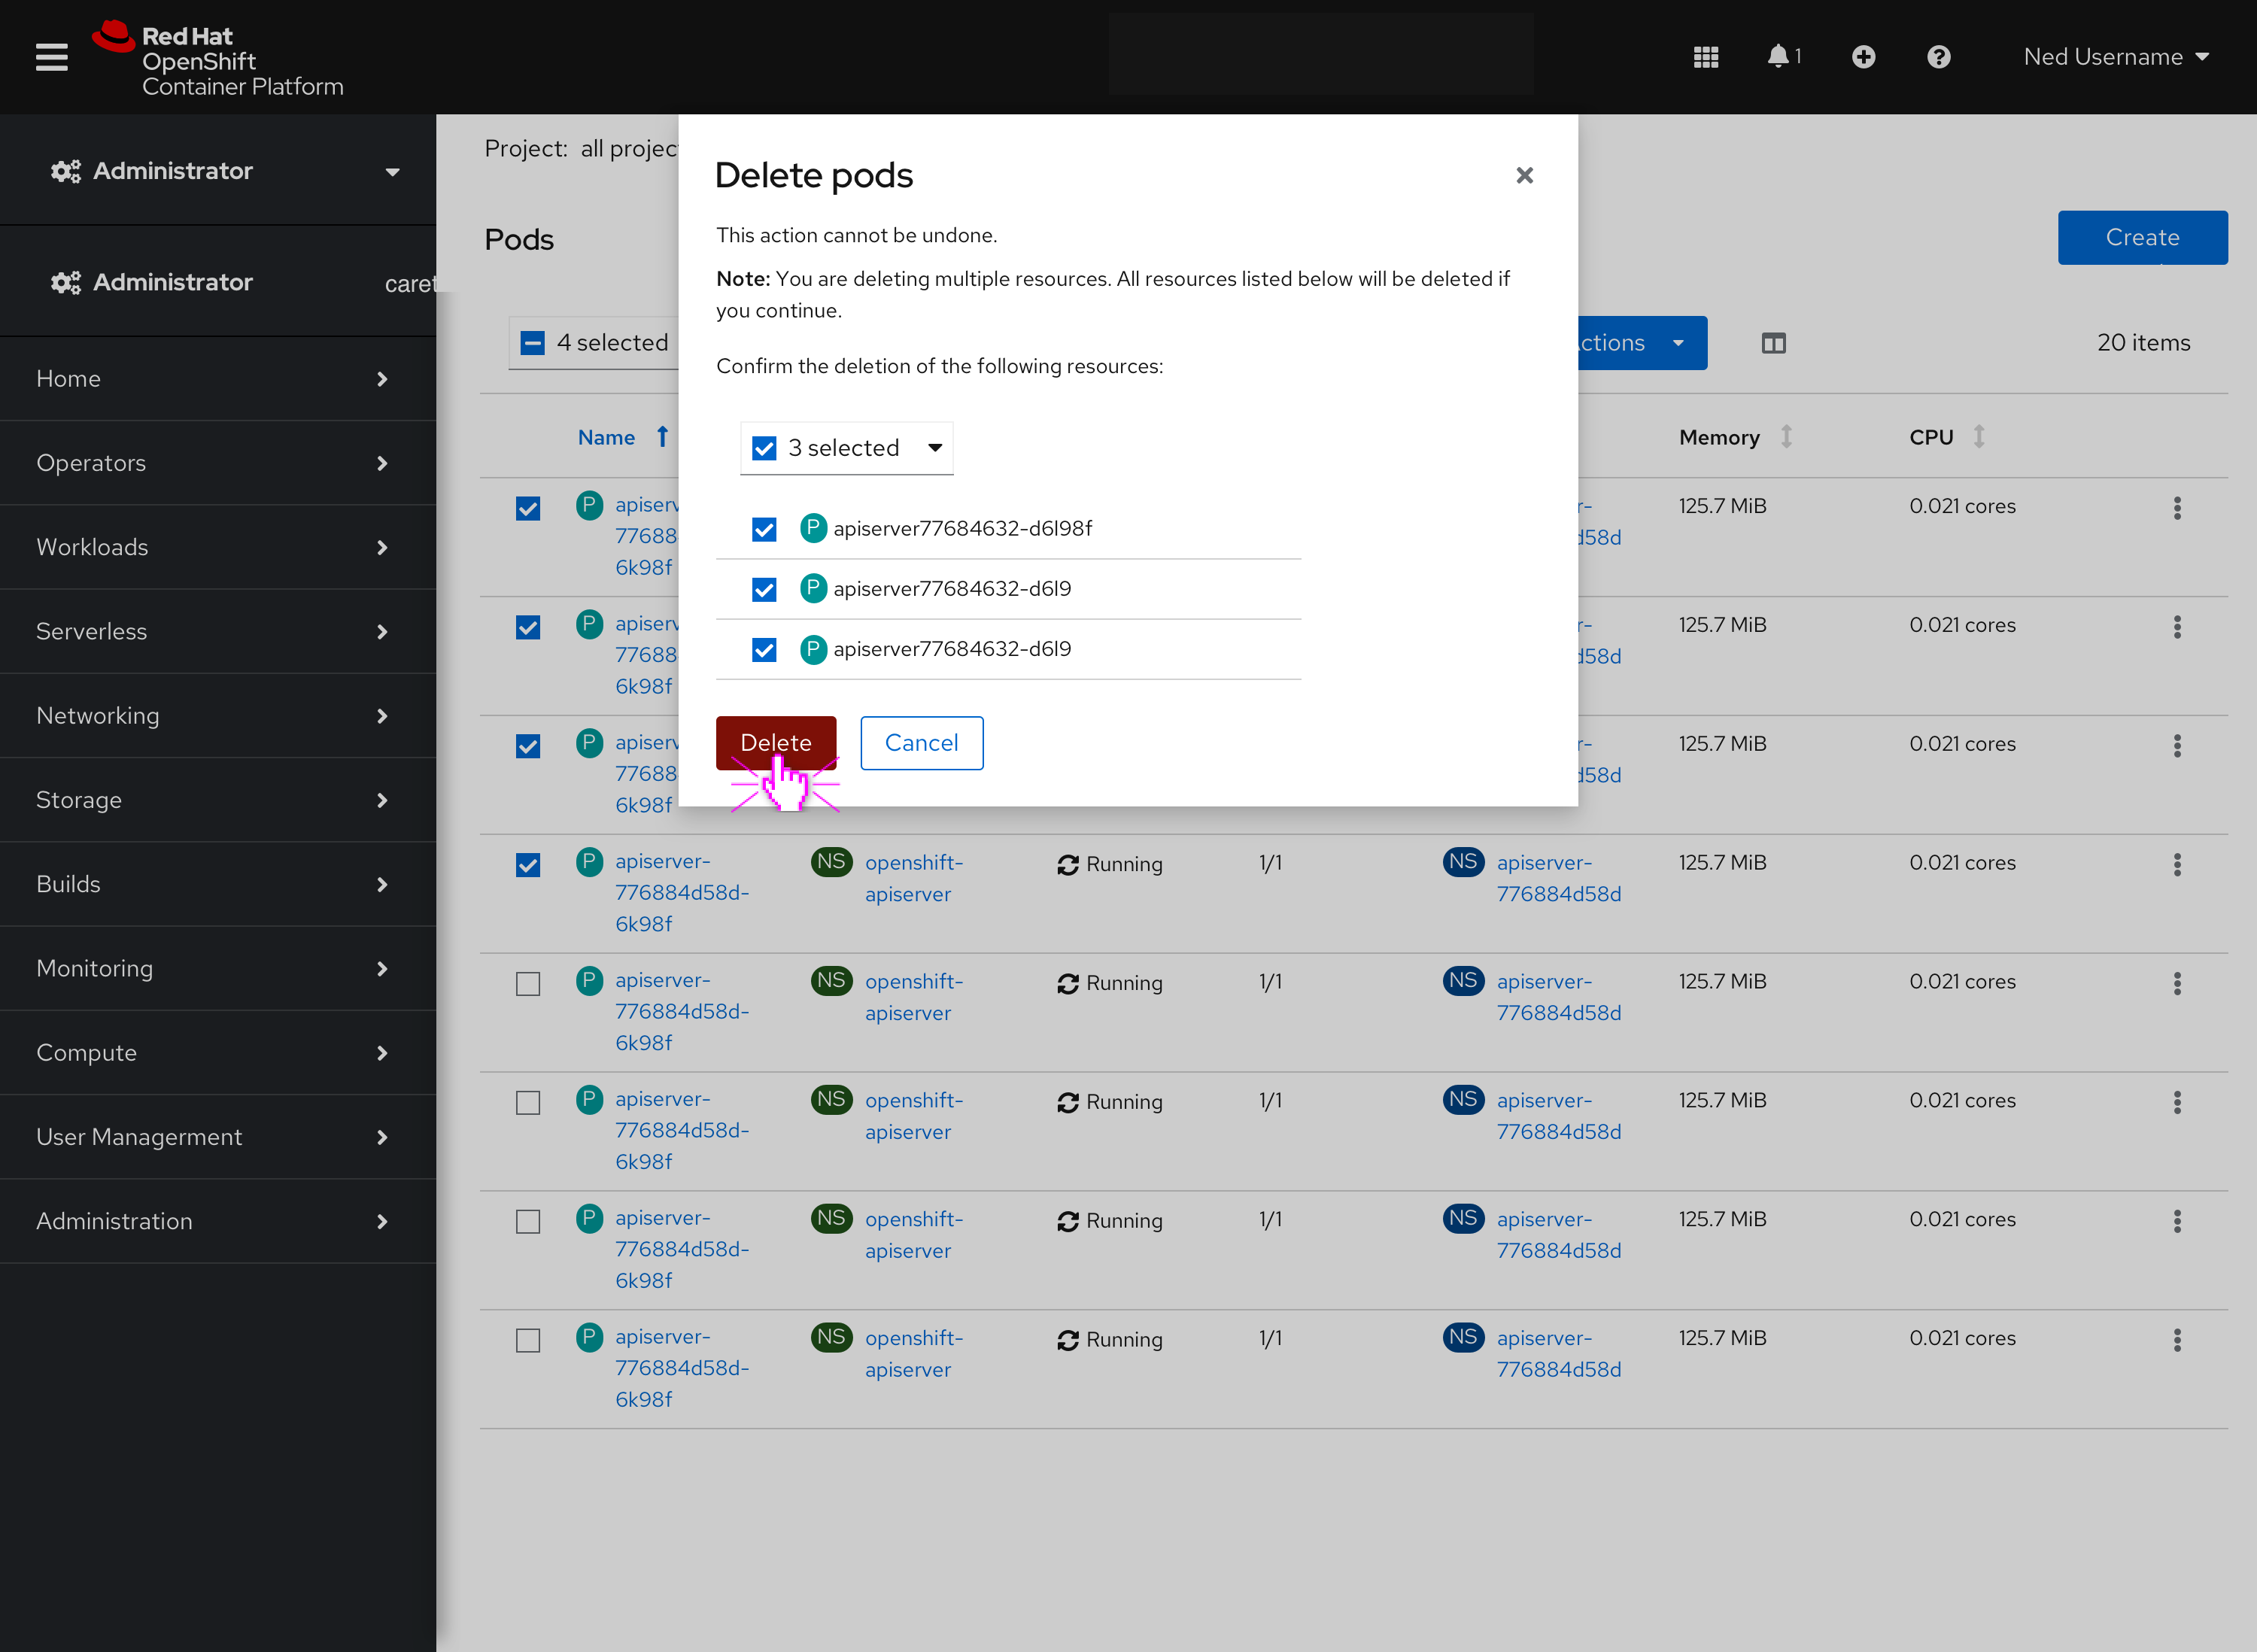 Red Hat
OpenShift
Container Platform
1
Ned Username
Administrator
Administrator
caret
Home
Operators
Workloads
Serverless
Networking
Storage
Builds
Monitoring
Compute
User Managerment
Administration
Project: all projec
Pods
Create
4 selected
ctions
20 items
Name
Memory
CPU
Delete pods
This action cannot be undone.
Note: You are deleting multiple resources. All resources listed below will be deleted if
you continue.
Confirm the deletion of the following resources:
3 selected
P apiserver77684632-d6l98f
P apiserver77684632-d6l9
P apiserver77684632-d6l9
Delete
Cancel
P apiserv r- 125.7 MiB 0.021 cores
7768 d58d
6k98f
P apiserv r- 125.7 MiB 0.021 cores
7768 d58d
6k98f
P apiserv r- 125.7 MiB 0.021 cores
7768 d58d
6k98f
P apiserver- NS openshift- Running 1/1 NS apiserver- 125.7 MiB 0.021 cores
776884d58d- apiserver 776884d58d
6k98f
P apiserver- NS openshift- Running 1/1 NS apiserver- 125.7 MiB 0.021 cores
776884d58d- apiserver 776884d58d
6k98f
P apiserver- NS openshift- Running 1/1 NS apiserver- 125.7 MiB 0.021 cores
776884d58d- apiserver 776884d58d
6k98f
P apiserver- NS openshift- Running 1/1 NS apiserver- 125.7 MiB 0.021 cores
776884d58d- apiserver 776884d58d
6k98f
P apiserver- NS openshift- Running 1/1 NS apiserver- 125.7 MiB 0.021 cores
776884d58d- apiserver 776884d58d
6k98f